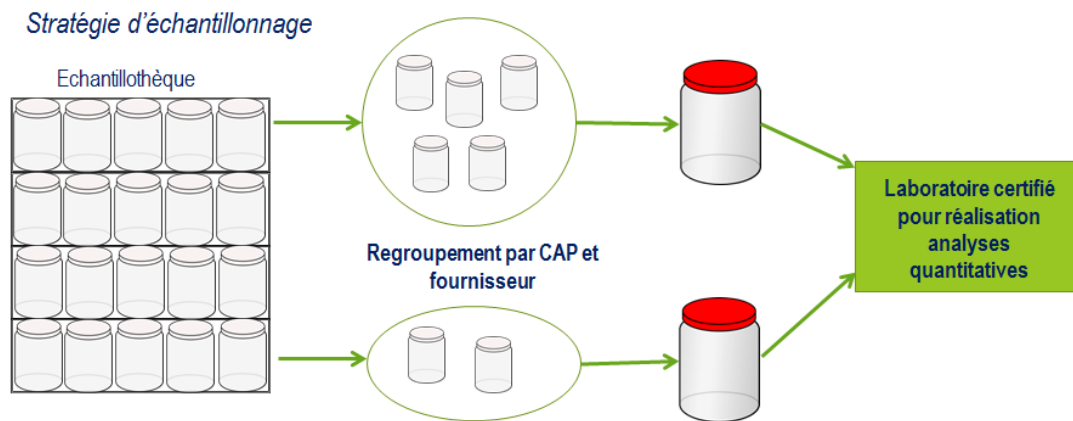 Stratégie d'échantillonnage
Echantillothèque
Regroupement par CAP et
fournisseur
Laboratoire certifié
pour réalisation
analyses
quantitatives